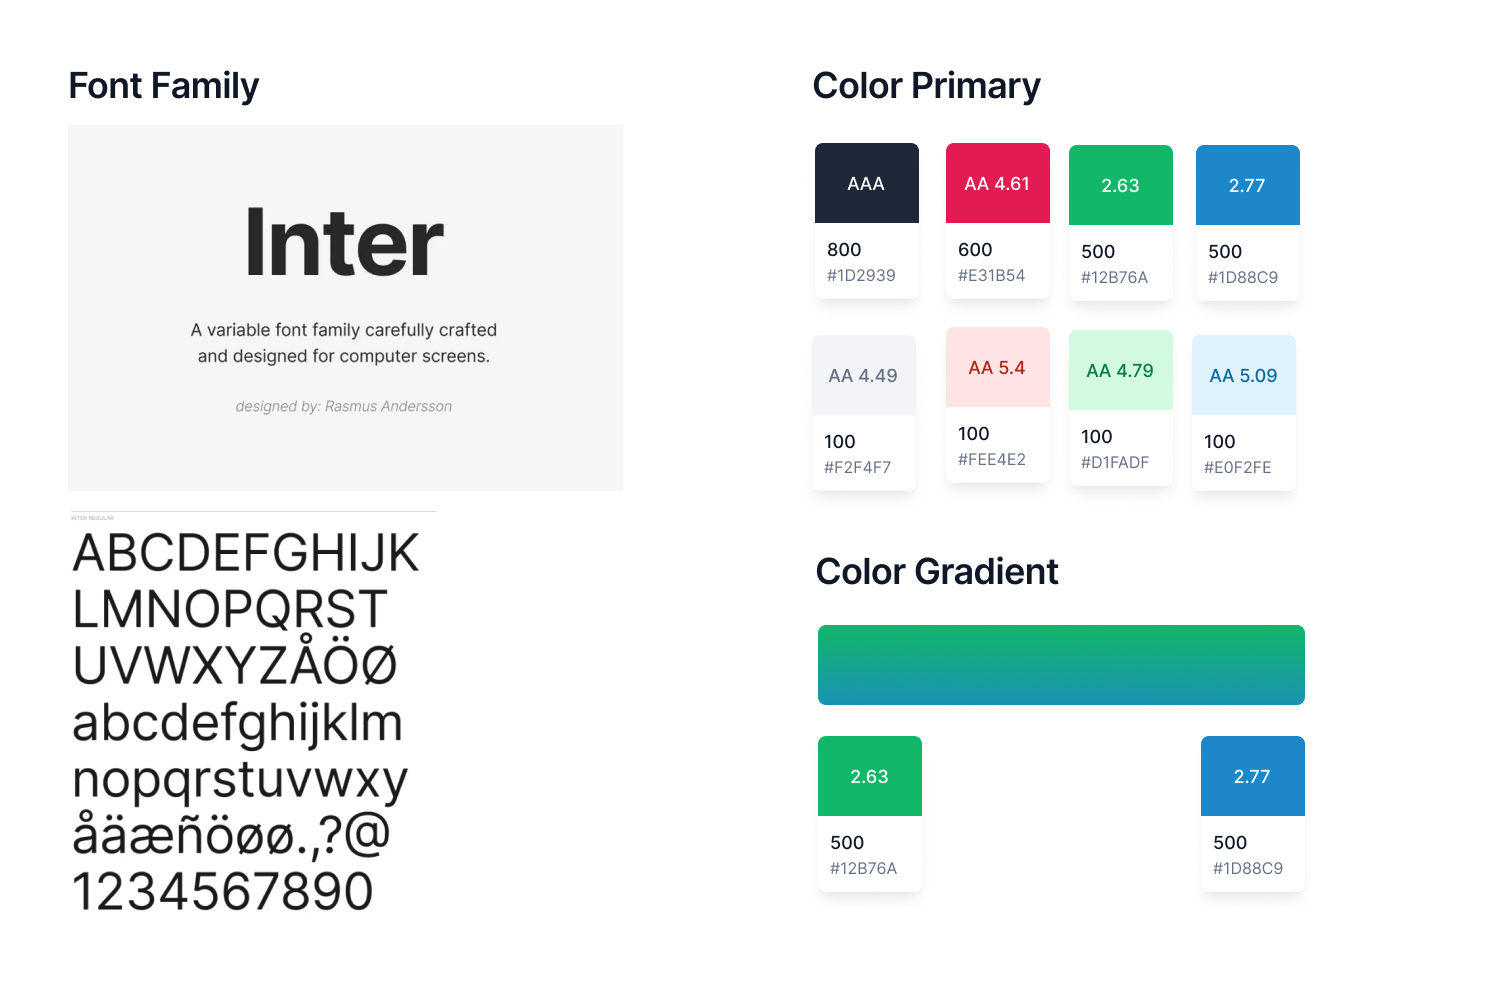 Font Family
Inter
A variable font family carefully crafted
and designed for computer screens.
designed by: Rasmus Andersson
INTER REGULAR
ABCDEFGHIJK
LMNOPQRST
UVWXYZÅÖØ
abcdefghijklm
nopqrstuvwxy
åäæñöøø.,?@
1234567890
Color Primary
AAA
800
#1D2939
AA 4.61
600
#E31B54
2.63
500
#12B76A
2.77
500
#1D88C9
AA 4.49
100
#F2F4F7
AA 5.4
100
#FEE4E2
AA 4.79
100
#D1FADF
AA 5.09
100
#E0F2FE
Color Gradient
2.63
500
#12B76A
2.77
500
#1D88C9